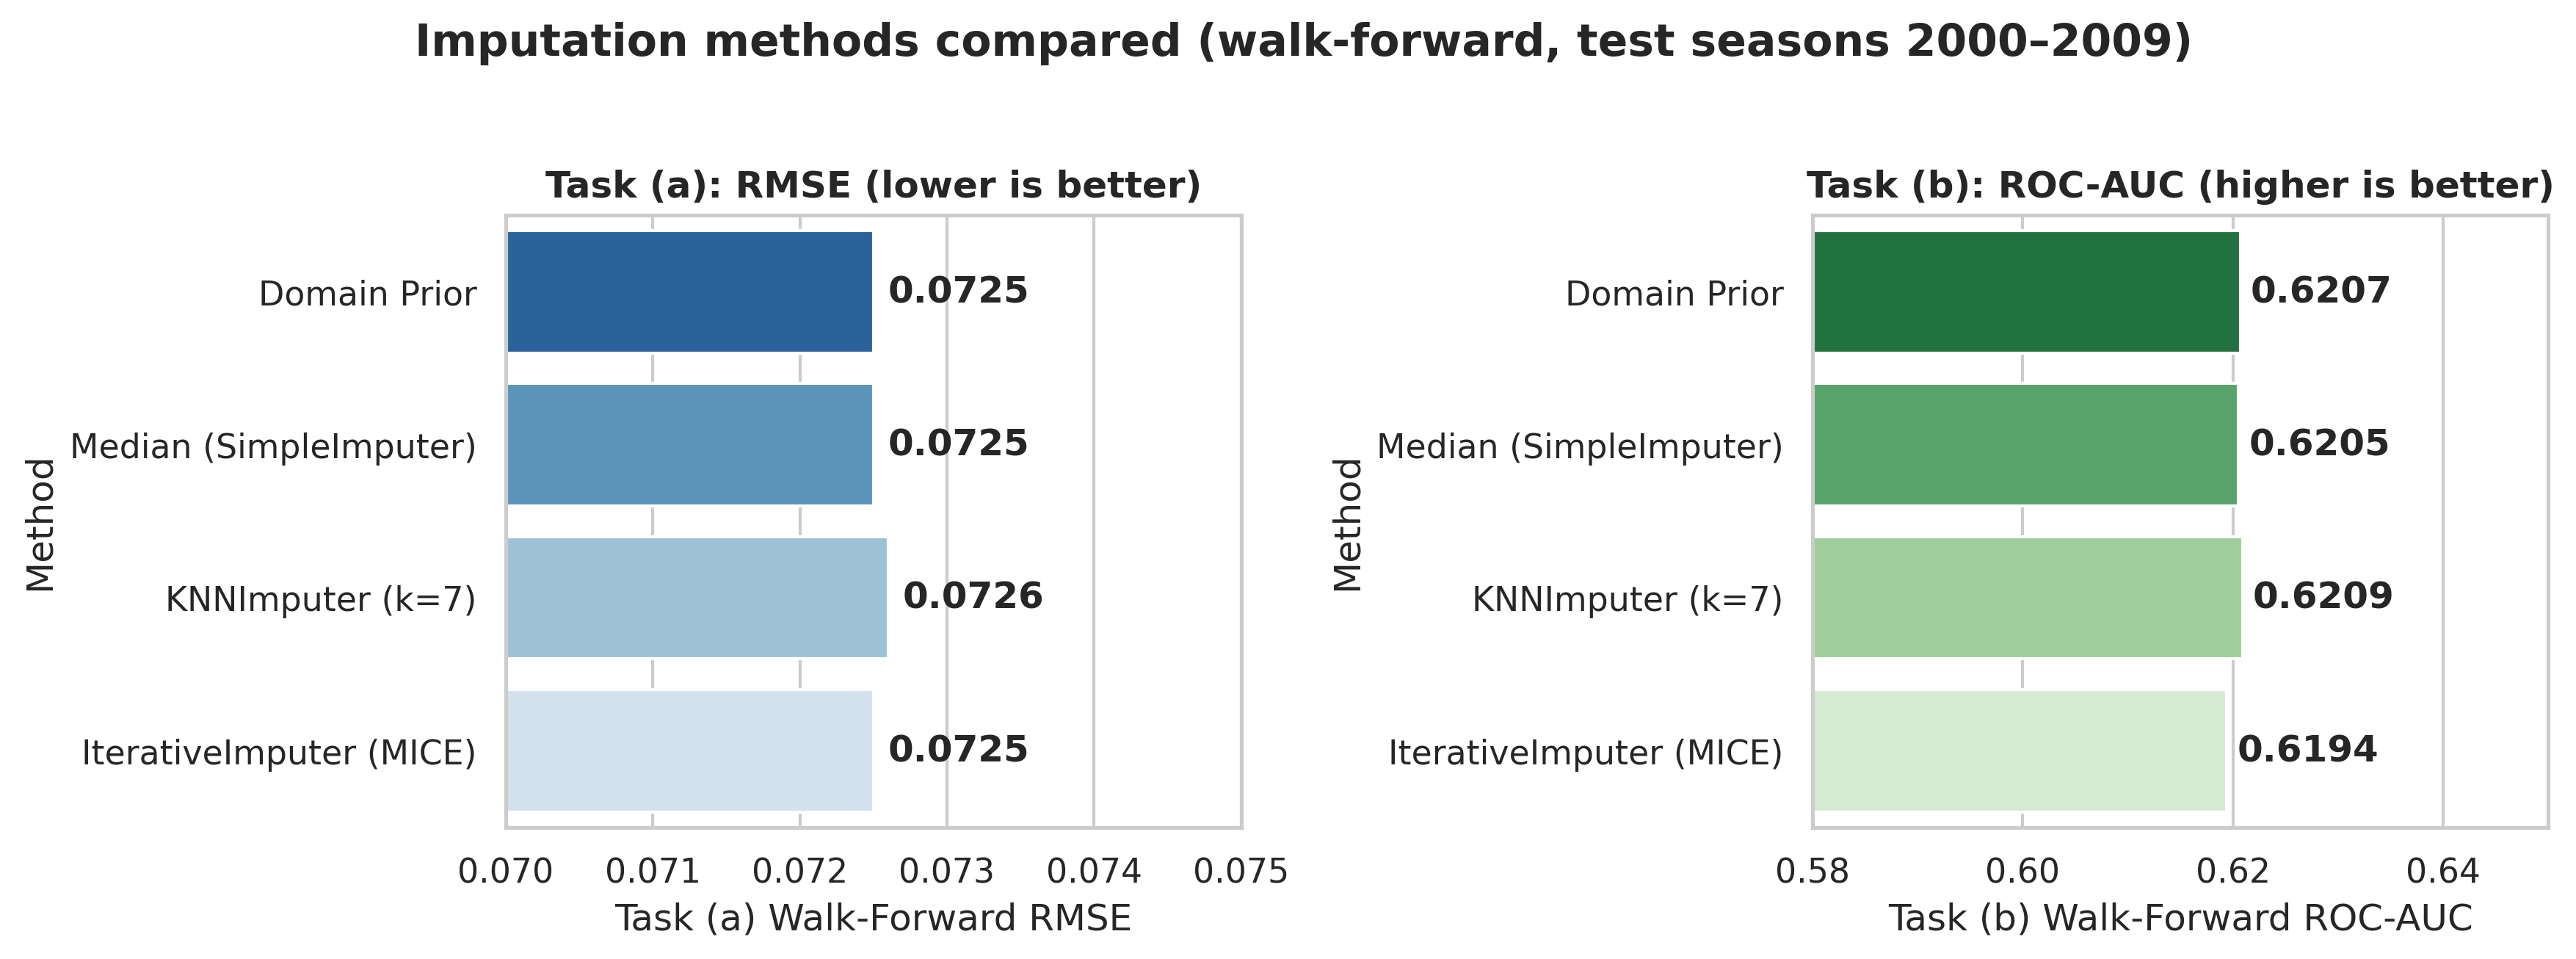 Imputation methods compared (walk-forward, test seasons 2000–2009)
Task (a): RMSE (lower is better)
Method
Domain Prior
0.0725
Median (SimpleImputer)
0.0725
KNNImputer (k=7)
0.0726
IterativeImputer (MICE)
0.0725
0.070 0.071 0.072 0.073 0.074 0.075
Task (a) Walk-Forward RMSE
Task (b): ROC-AUC (higher is better)
Method
Domain Prior
0.6207
Median (SimpleImputer)
0.6205
KNNImputer (k=7)
0.6209
IterativeImputer (MICE)
0.6194
0.58 0.60 0.62 0.64
Task (b) Walk-Forward ROC-AUC